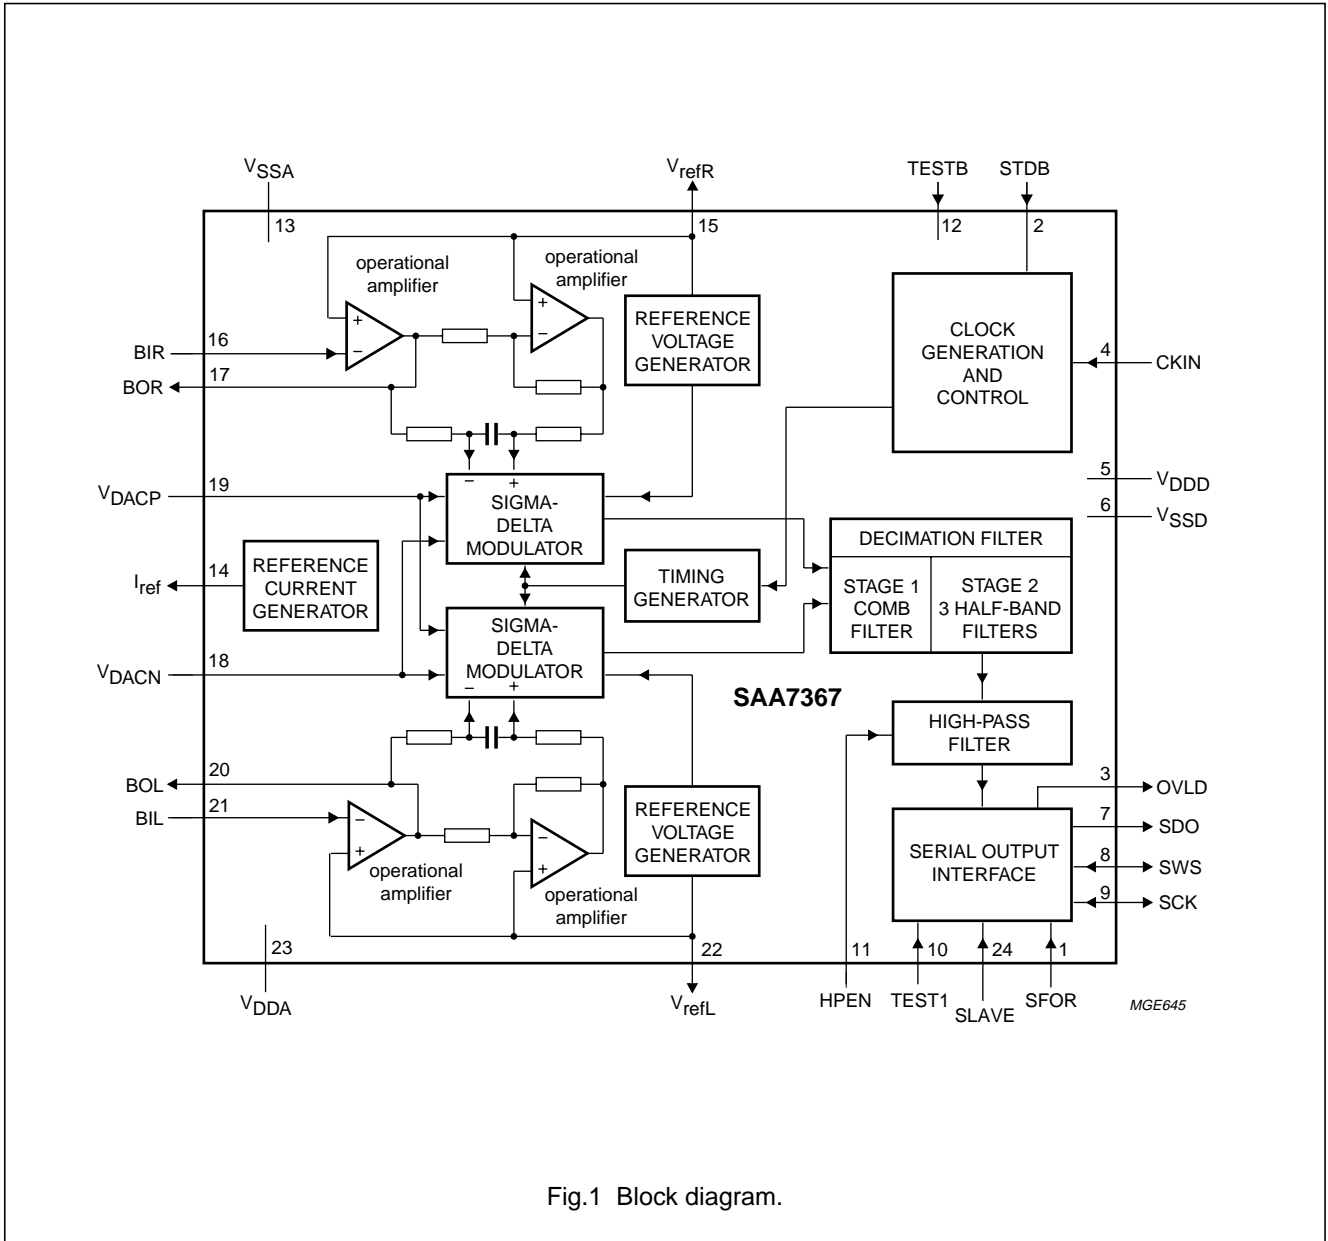 VSSA
VrefR
TESTB
STDB
13
15
12
2
operational
amplifier
operational
amplifier
+
−
+
−
REFERENCE
VOLTAGE
GENERATOR
CLOCK
GENERATION
AND
CONTROL
BIR
16
BOR
17
4
CKIN
5
VDDD
6
VSSD
VDACP
19
−
+
SIGMA-
DELTA
MODULATOR
DECIMATION FILTER
STAGE 1
COMB
FILTER
STAGE 2
3 HALF-BAND
FILTERS
Iref
14
REFERENCE
CURRENT
GENERATOR
TIMING
GENERATOR
SIGMA-
DELTA
MODULATOR
−
+
VDACN
18
SAA7367
HIGH-PASS
FILTER
BOL
20
BIL
21
−
+
operational
amplifier
−
+
operational
amplifier
REFERENCE
VOLTAGE
GENERATOR
SERIAL OUTPUT
INTERFACE
3
OVLD
7
SDO
8
SWS
9
SCK
23
22
11
10
24
1
VDDA
VrefL
HPEN
TEST1
SLAVE
SFOR
MGE645
Fig.1 Block diagram.